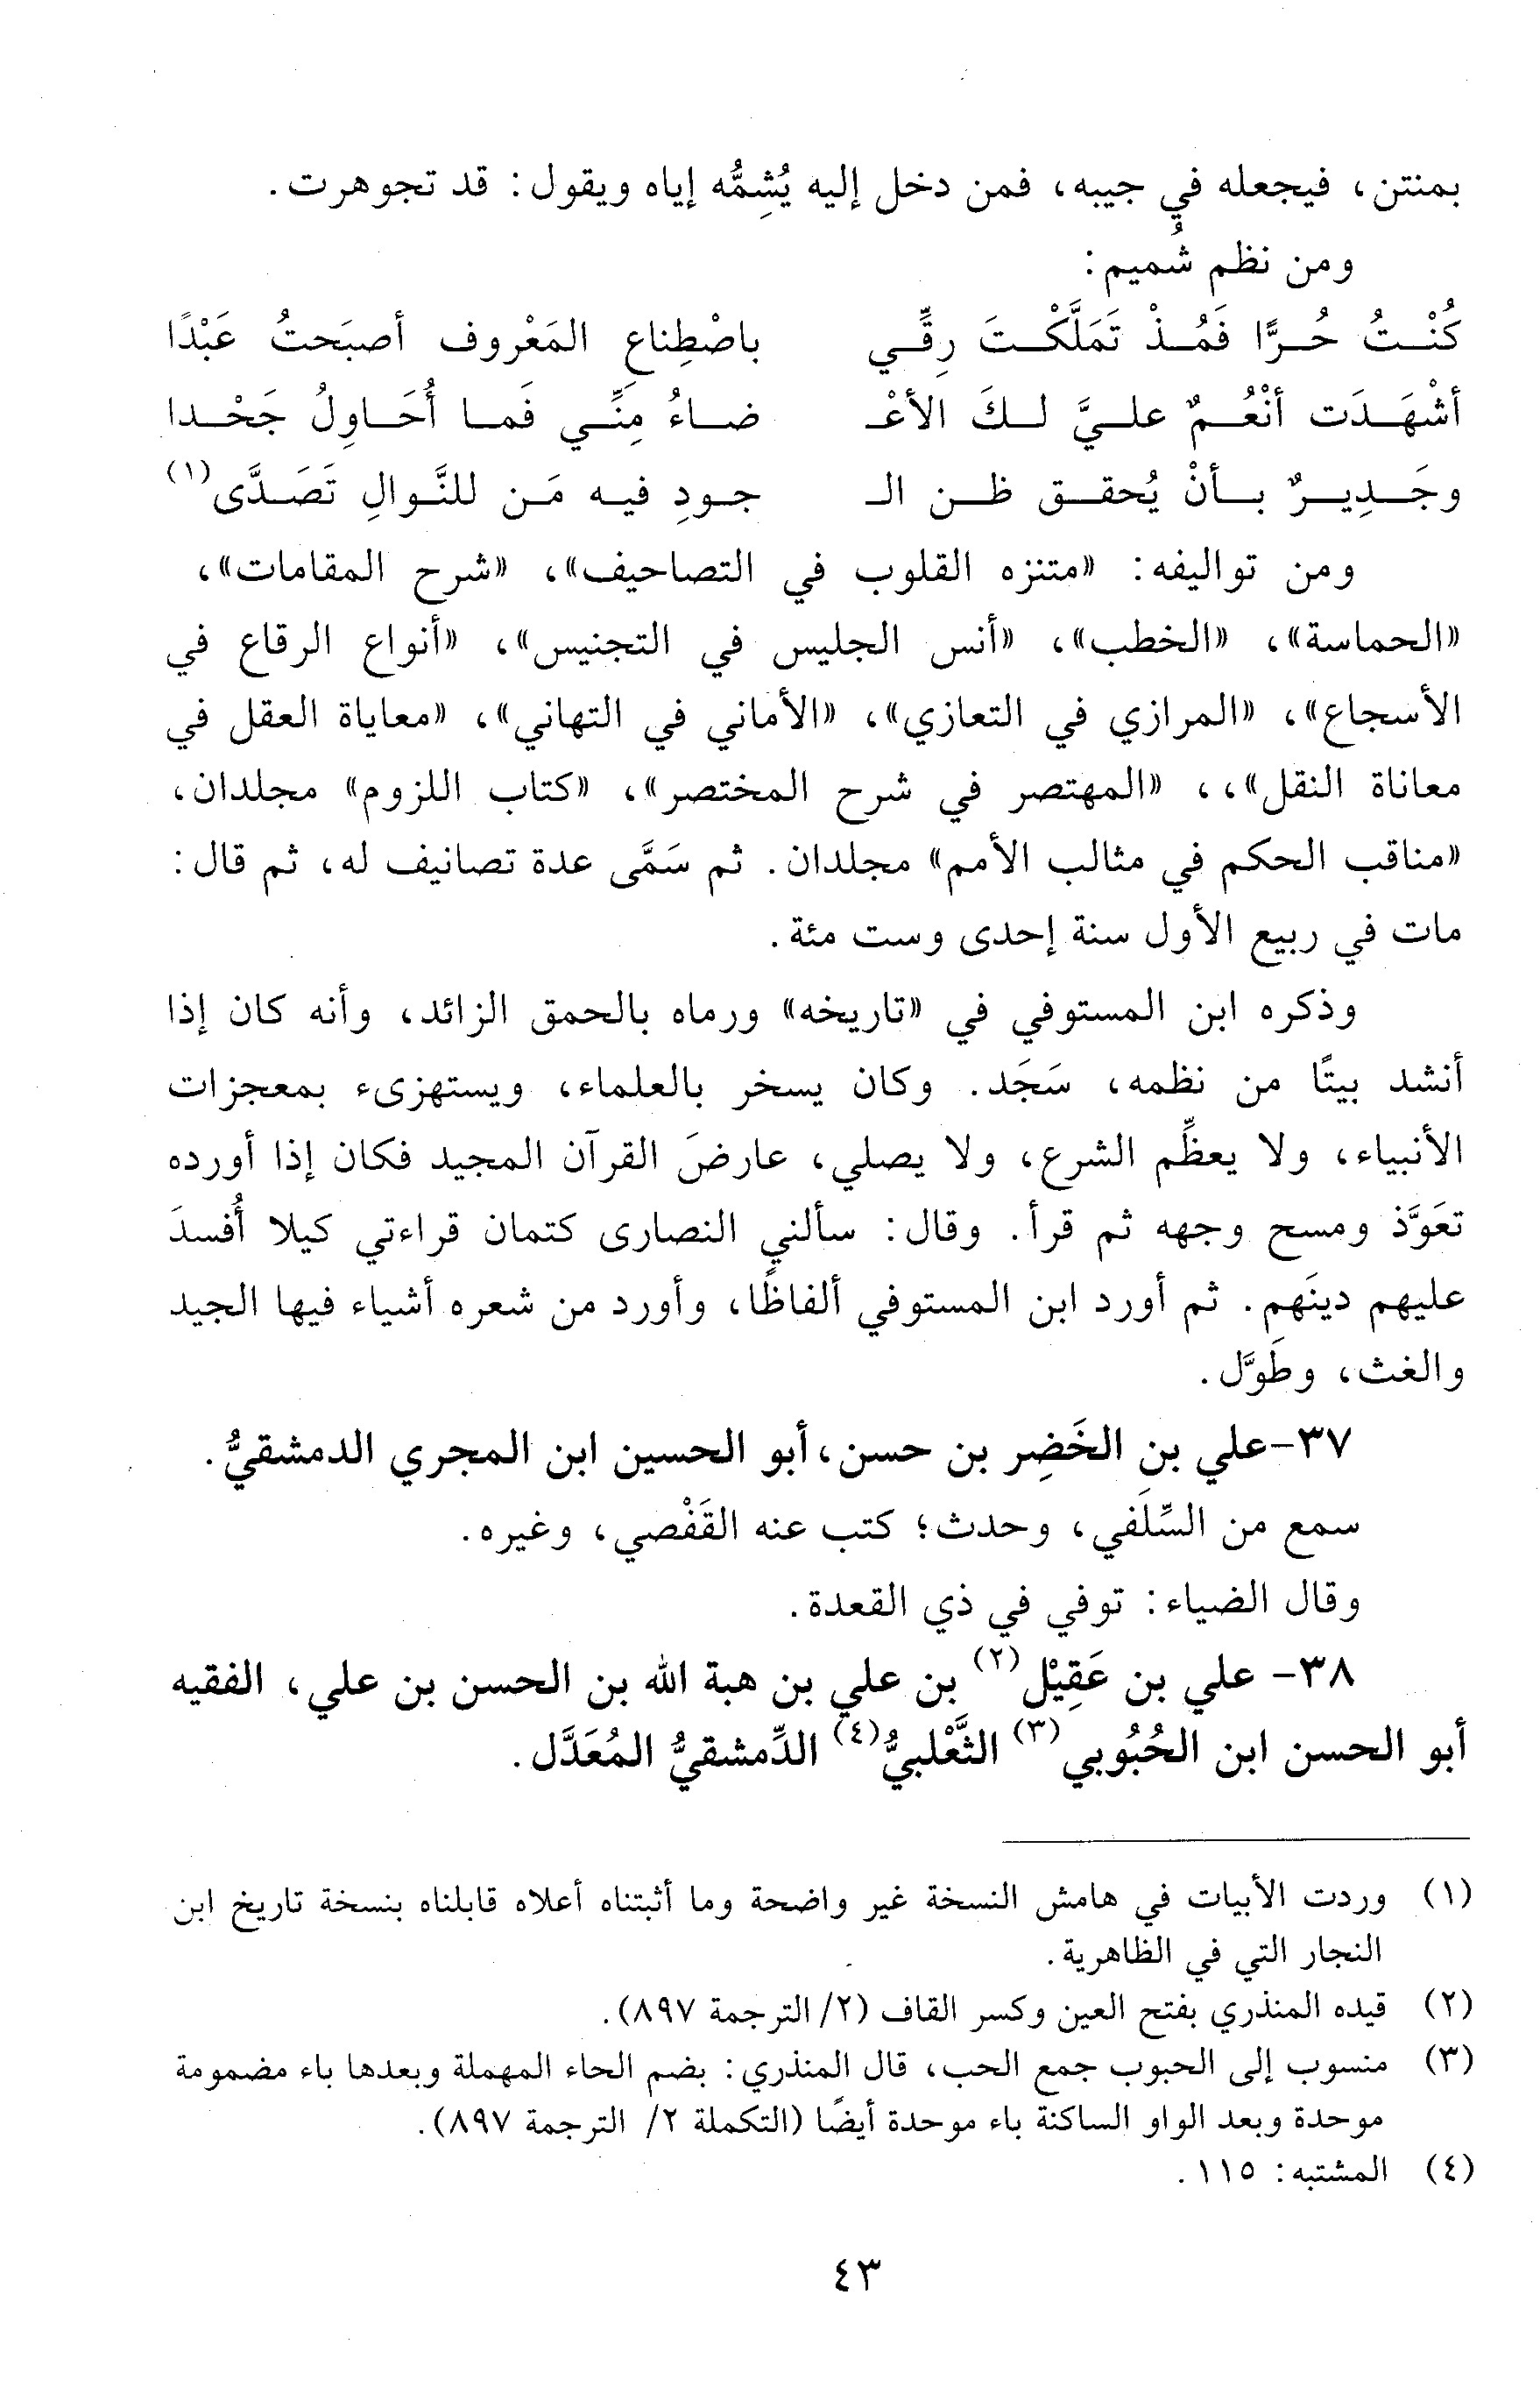 بمنتن، فيجعله في جيبه، فمن دخل إليه يُشِمُّه إياه ويقول: قد تجوهرت.
ومن نظم شُميم:
كُنْتُ حُرًّا فَمُذْ تَمَلَّكْتَ رِقِّي باصْطِناعِ المَعْروف أصبَحتُ عَبْدًا
أشْهَدَت أنْعُمٌ عليَّ لكَ الأعْـ ضاءُ مِنِّي فَما أُحَاوِلُ جَحْدا
وجَدِيرٌ بأنْ يُحقق ظن الـ جودِ فيه مَن للنَّوالِ تَصَدَّى(١)
ومن تواليفه: «متنزه القلوب في التصاحيف»، «شرح المقامات»،
«الحماسة»، «الخطب»، «أنس الجليس في التجنيس»، «أنواع الرقاع في
الأسجاع»، «المرازي في التعازي»، «الأماني في التهاني»، «معاياة العقل في
معاناة النقل»،، «المهتصر في شرح المختصر»، «كتاب اللزوم» مجلدان،
«مناقب الحكم في مثالب الأمم» مجلدان. ثم سَمَّى عدة تصانيف له، ثم قال:
مات في ربيع الأول سنة إحدى وست مئة.
وذكره ابن المستوفي في «تاريخه» ورماه بالحمق الزائد، وأنه كان إذا
أنشد بيتًا من نظمه، سَجَد. وكان يسخر بالعلماء، ويستهزىء بمعجزات
الأنبياء، ولا يعظِّم الشرع، ولا يصلي، عارضَ القرآن المجيد فكان إذا أورده
تعَوَّذ ومسح وجهه ثم قرأ. وقال: سألني النصارى كتمان قراءتي كيلا أُفسدَ
عليهم دينَهم. ثم أورد ابن المستوفي ألفاظًا، وأورد من شعره أشياء فيها الجيد
والغث، وطَوَّل.
٣٧-علي بن الخَضِر بن حسن، أبو الحسين ابن المجري الدمشقيُّ.
سمع من السِّلَفي، وحدث؛ كتب عنه القَفْصي، وغيره.
وقال الضياء: توفي في ذي القعدة.
٣٨- علي بن عَقِيْل(٢) بن علي بن هبة الله بن الحسن بن علي، الفقيه
أبو الحسن ابن الحُبُوبي(٣) الثَّعْلبيُّ(٤) الدِّمشقيُّ المُعَدَّل.
(١) وردت الأبيات في هامش النسخة غير واضحة وما أثبتناه أعلاه قابلناه بنسخة تاريخ ابن
النجار التي في الظاهرية.
(٢) قيده المنذري بفتح العين وكسر القاف (٢/ الترجمة ٨٩٧).
(٣) منسوب إلى الحبوب جمع الحب، قال المنذري: بضم الحاء المهملة وبعدها باء مضمومة
موحدة وبعد الواو الساكنة باء موحدة أيضًا (التكملة ٢/ الترجمة ٨٩٧).
(٤) المشتبه: ١١٥.
٤٣